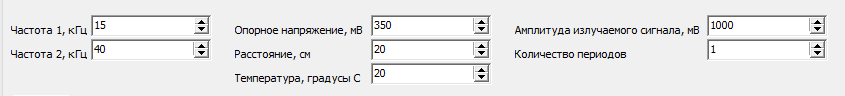 Частота 1, кГц 15 Опорное напряжение, мВ 350 Амплитуда излучаемого сигнала, мВ 1000
Частота 2, кГц 40 Расстояние, см 20 Количество периодов 1
Температура, градусы С 20